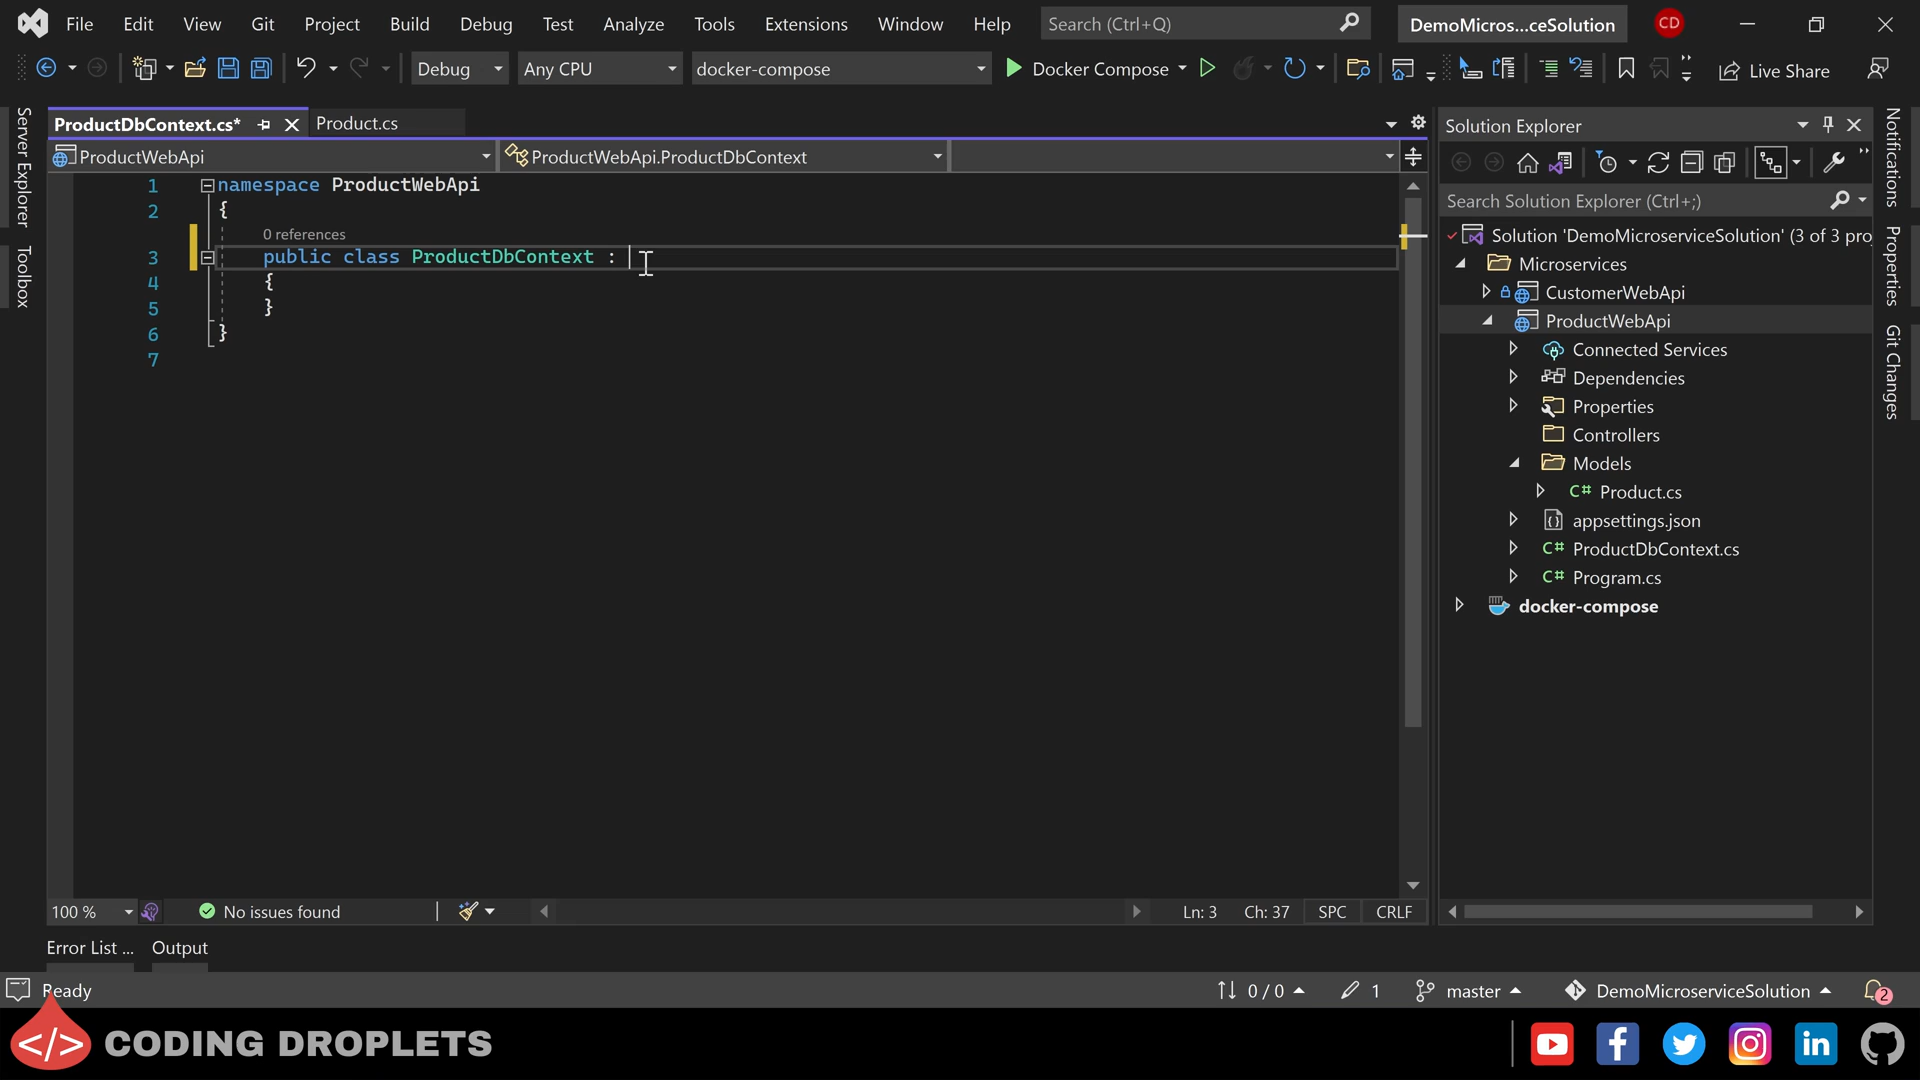 File Edit View Git Project Build Debug Test Analyze Tools Extensions Window Help Search (Ctrl+Q) DemoMicros...ceSolution CD
Debug Any CPU docker-compose Docker Compose Live Share
Server Explorer
Toolbox
ProductDbContext.cs* Product.cs
ProductWebApi ProductWebApi.ProductDbContext
1 namespace ProductWebApi
2 {
0 references
3 public class ProductDbContext :
4 {
5 }
6 }
7
100 % No issues found Ln: 3 Ch: 37 SPC CRLF
Error List ... Output
Solution Explorer
Search Solution Explorer (Ctrl+;)
Solution 'DemoMicroserviceSolution' (3 of 3 pro
Microservices
CustomerWebApi
ProductWebApi
Connected Services
Dependencies
Properties
Controllers
Models
C# Product.cs
appsettings.json
C# ProductDbContext.cs
C# Program.cs
docker-compose
Notifications
Properties
Git Changes
Ready 0 / 0 1 master DemoMicroserviceSolution 2
</> CODING DROPLETS